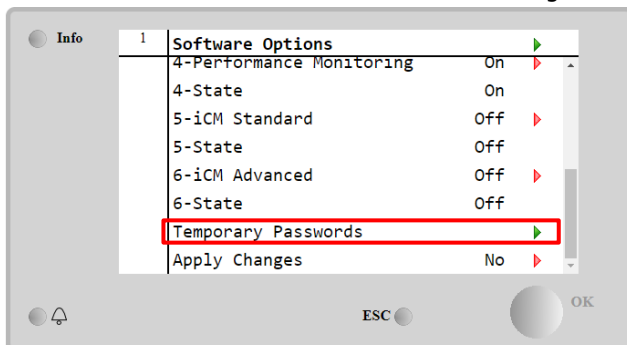 Info
1 Software Options
4-Performance Monitoring On
4-State On
5-iCM Standard Off
5-State Off
6-iCM Advanced Off
6-State Off
Temporary Passwords
Apply Changes No
ESC
OK